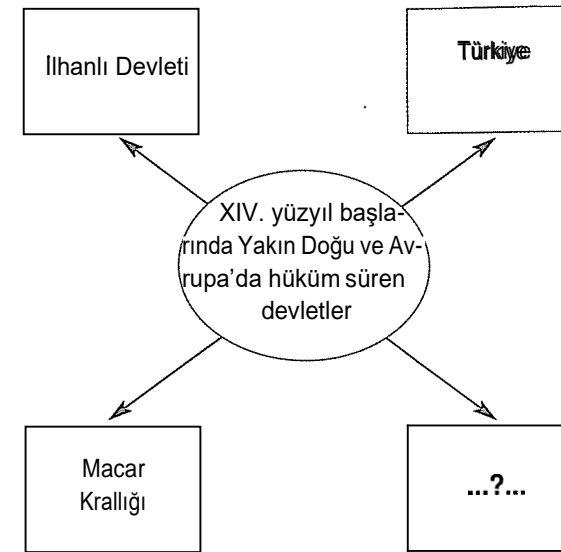 İlhanlı Devleti
Türkiye
XIV. yüzyıl başla-
rında Yakın Doğu ve Av-
rupa'da hüküm süren
devletler
Macar
Krallığı
...?...